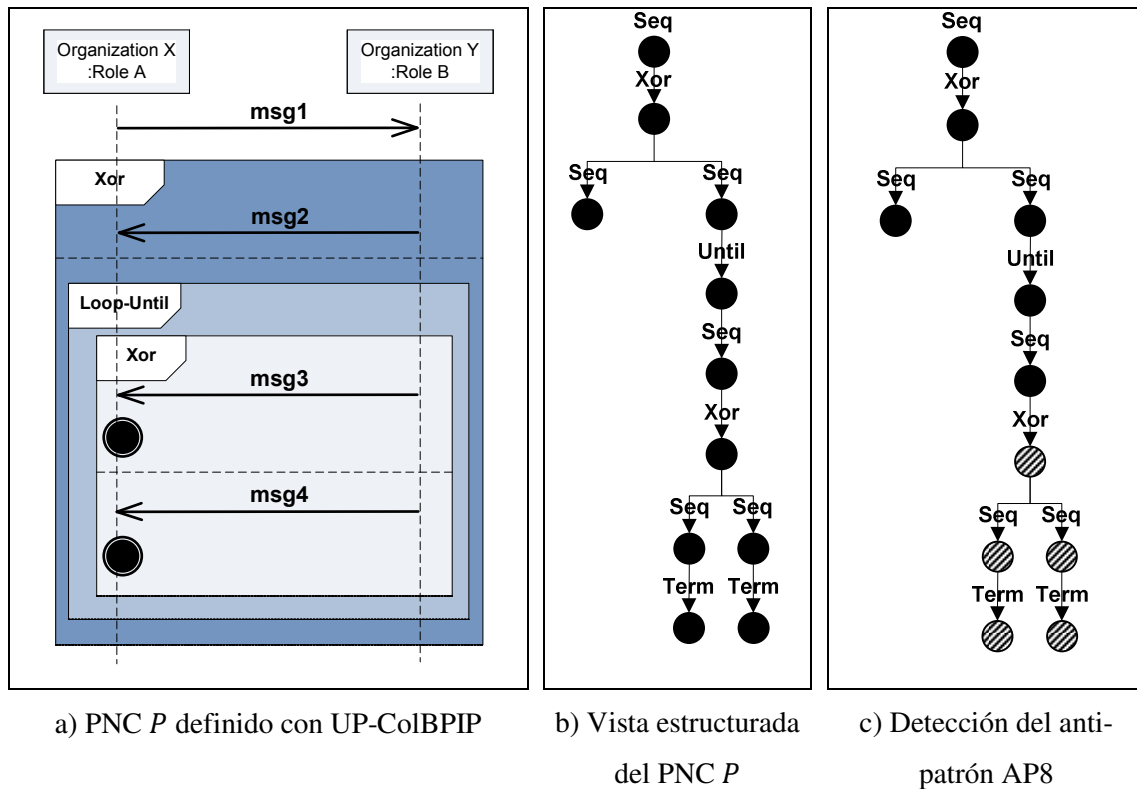 Organization X
:Role A
Organization Y
:Role B
msg1
Xor
msg2
Loop-Until
Xor
msg3
msg4
Seq
Xor
Seq
Seq
Until
Seq
Xor
Seq
Seq
Term
Term
Seq
Xor
Seq
Seq
Until
Seq
Xor
Seq
Seq
Term
Term
a) PNC P definido con UP-ColBPIP
b) Vista estructurada
del PNC P
c) Detección del anti-
patrón AP8